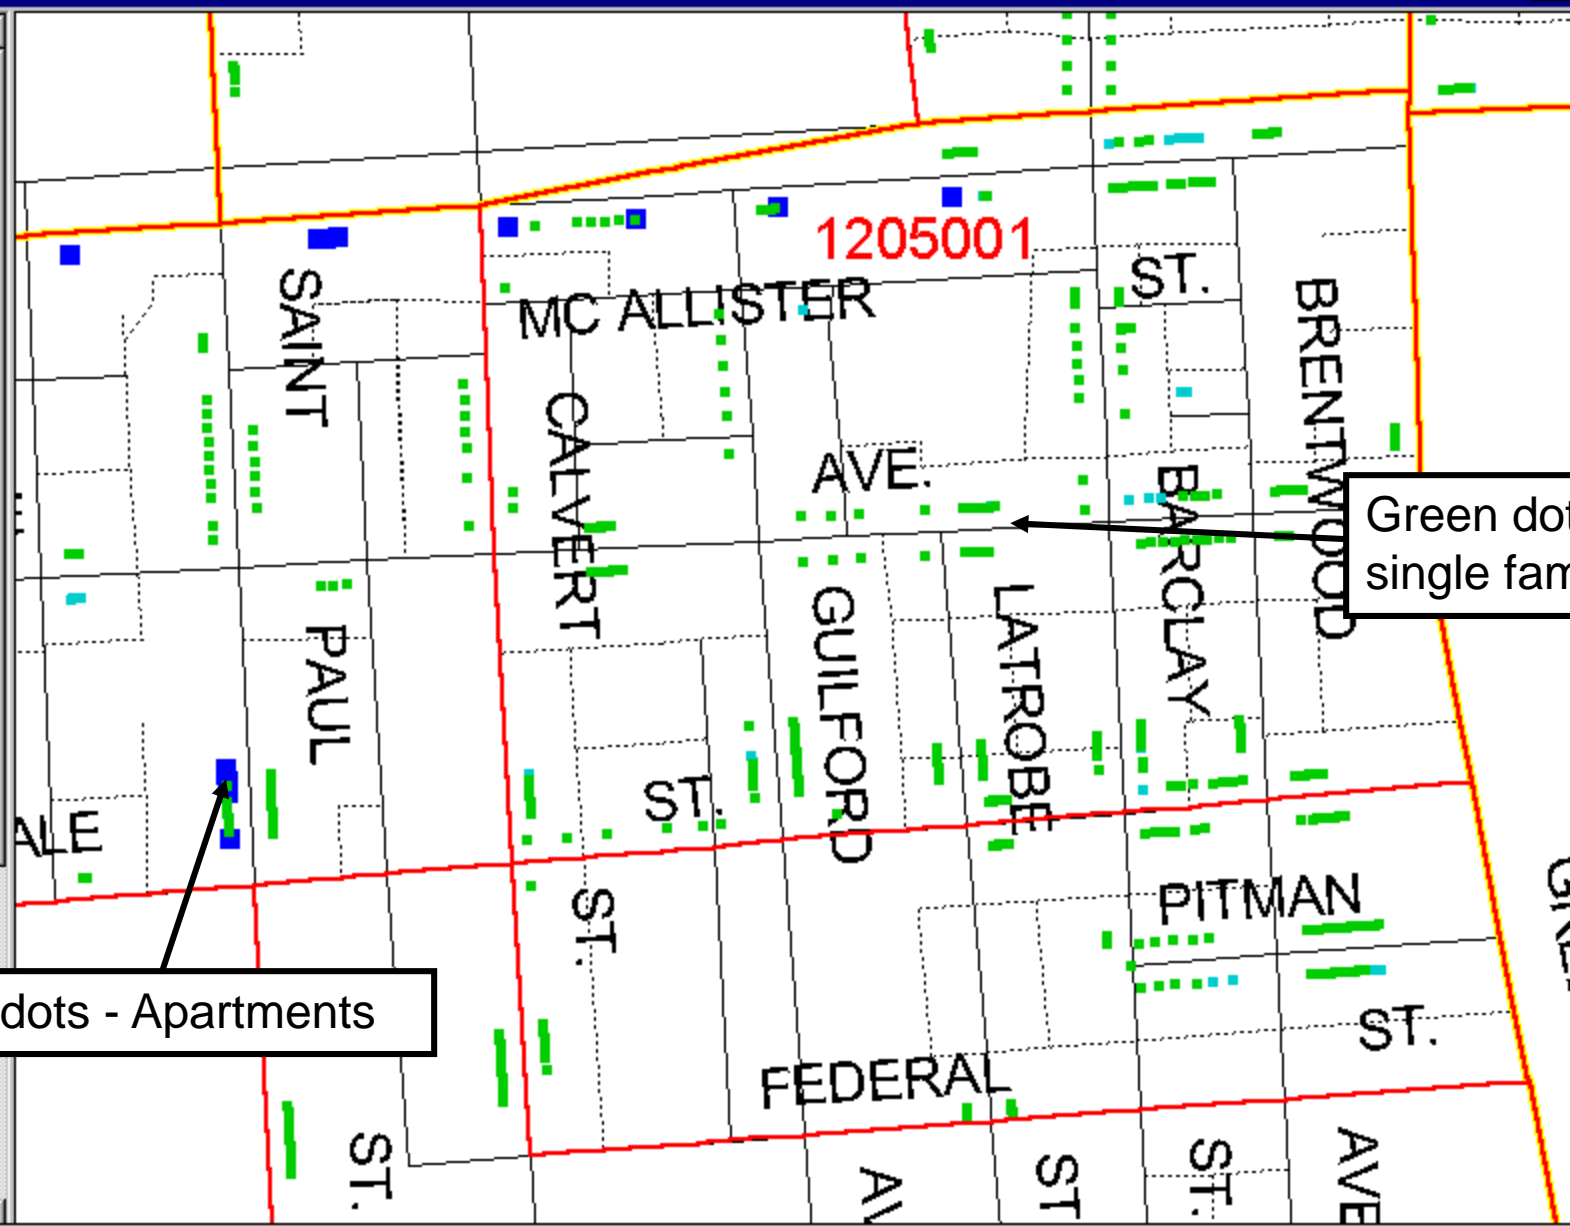 1205001
SAINT
MC ALLISTER
ST.
BRENTWOOD
CALVERT
AVE.
BARCLAY
Green dot
single fam
PAUL
GUILFORD
LATROBE
ST.
ALE
PITMAN
ST.
dots - Apartments
ST.
FEDERAL
ST.
AV
ST
ST.
AVE